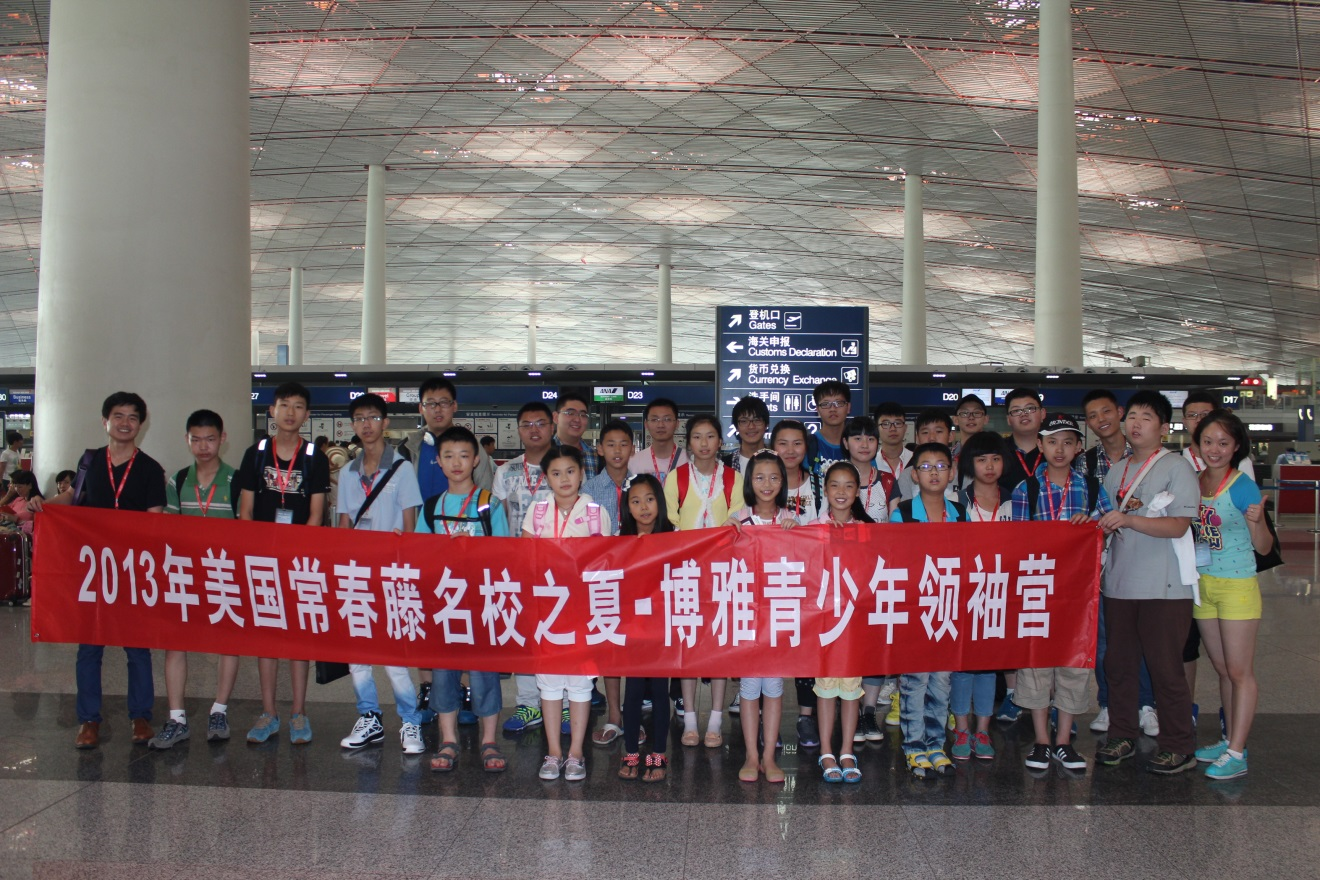 登机口
Gates
海关申报
Customs Declaration
货币兑换
Currency Exchange
D24
ANA
D23
D20
D17
2013年美国常春藤名校之夏-博雅青少年领袖营